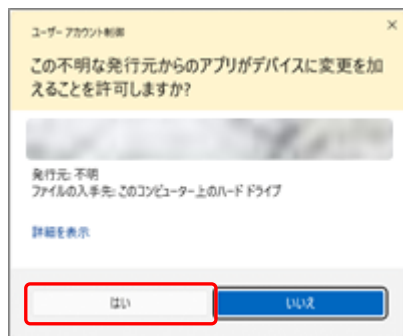 ユーザー アカウント制御
この不明な発行元からのアプリがデバイスに変更を加
えることを許可しますか?
発行元: 不明
ファイルの入手先: このコンピューター上のハード ドライブ
詳細を表示
はい
いいえ